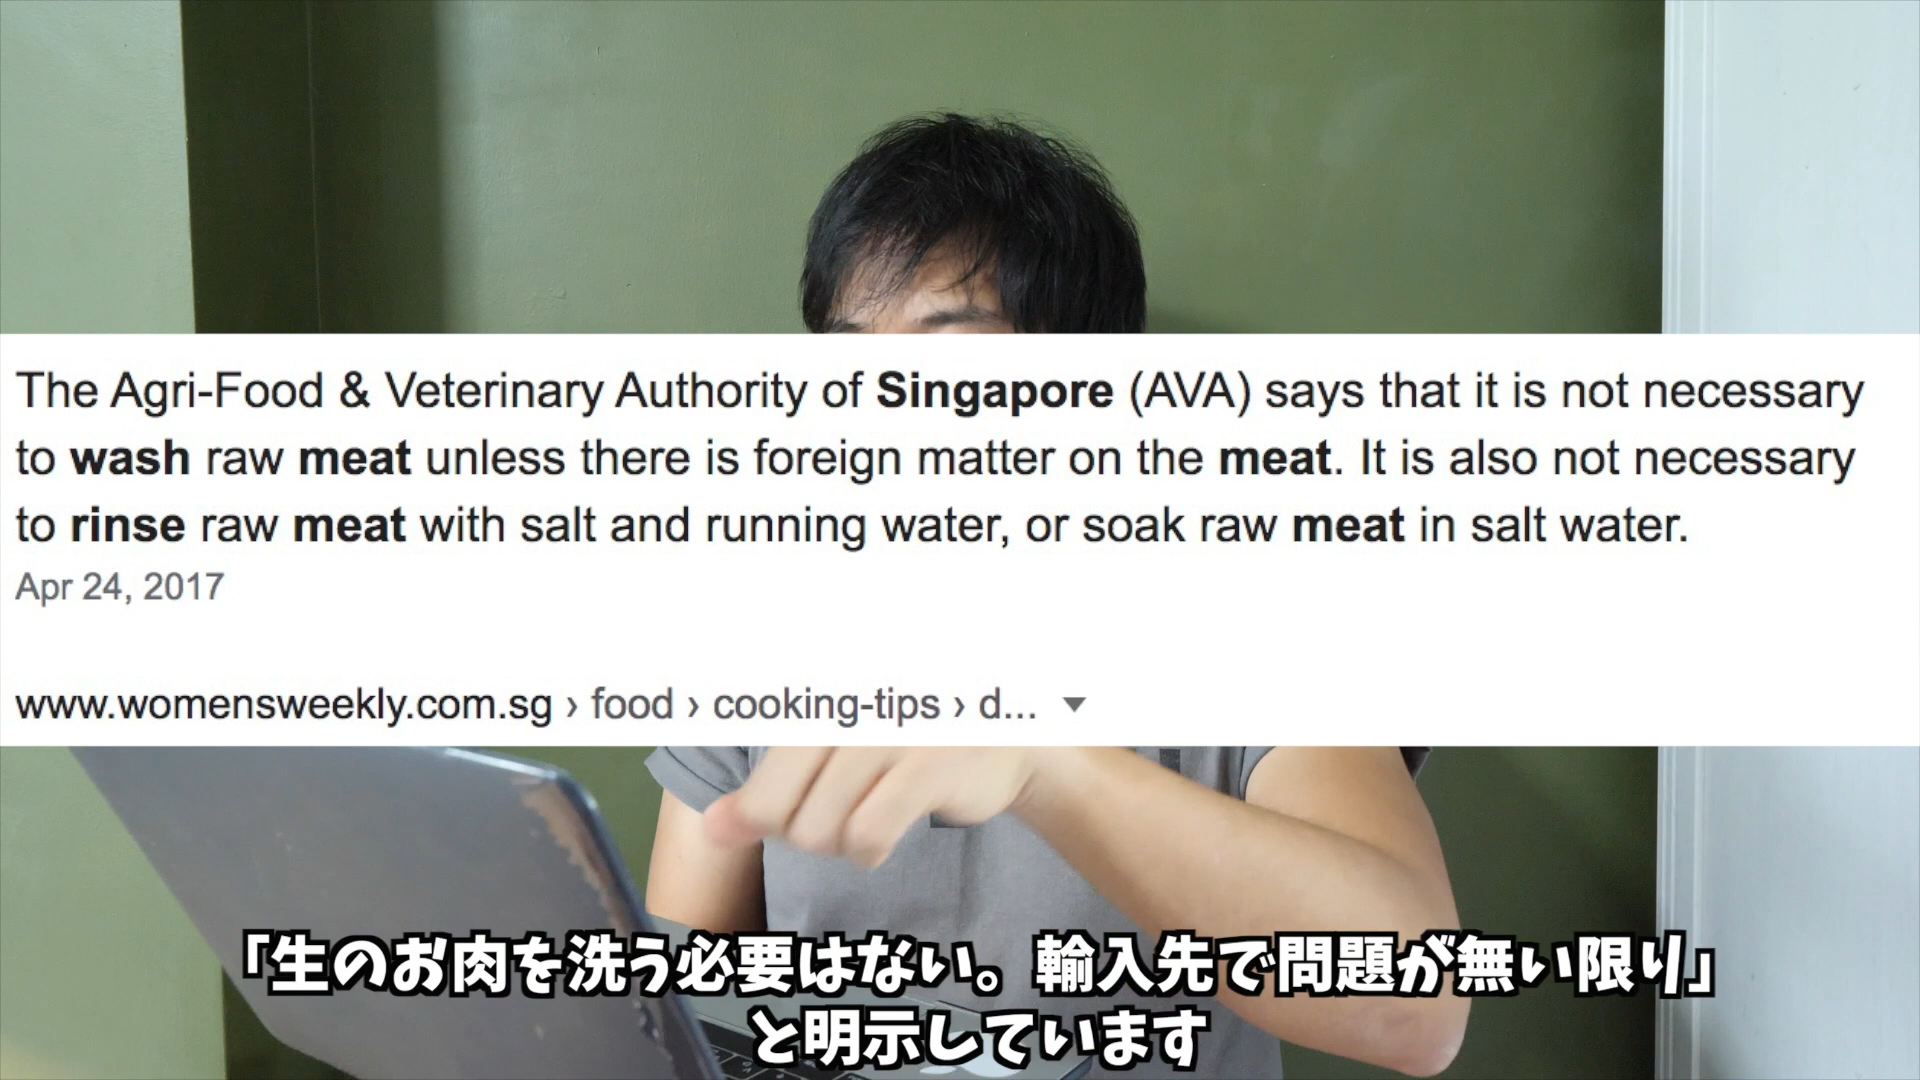 The Agri-Food & Veterinary Authority of Singapore (AVA) says that it is not necessary
to wash raw meat unless there is foreign matter on the meat. It is also not necessary
to rinse raw meat with salt and running water, or soak raw meat in salt water.
Apr 24, 2017
www.womensweekly.com.sg › food › cooking-tips › d...
「生のお肉を洗う必要はない。輸入先で問題が無い限り」
と明示しています